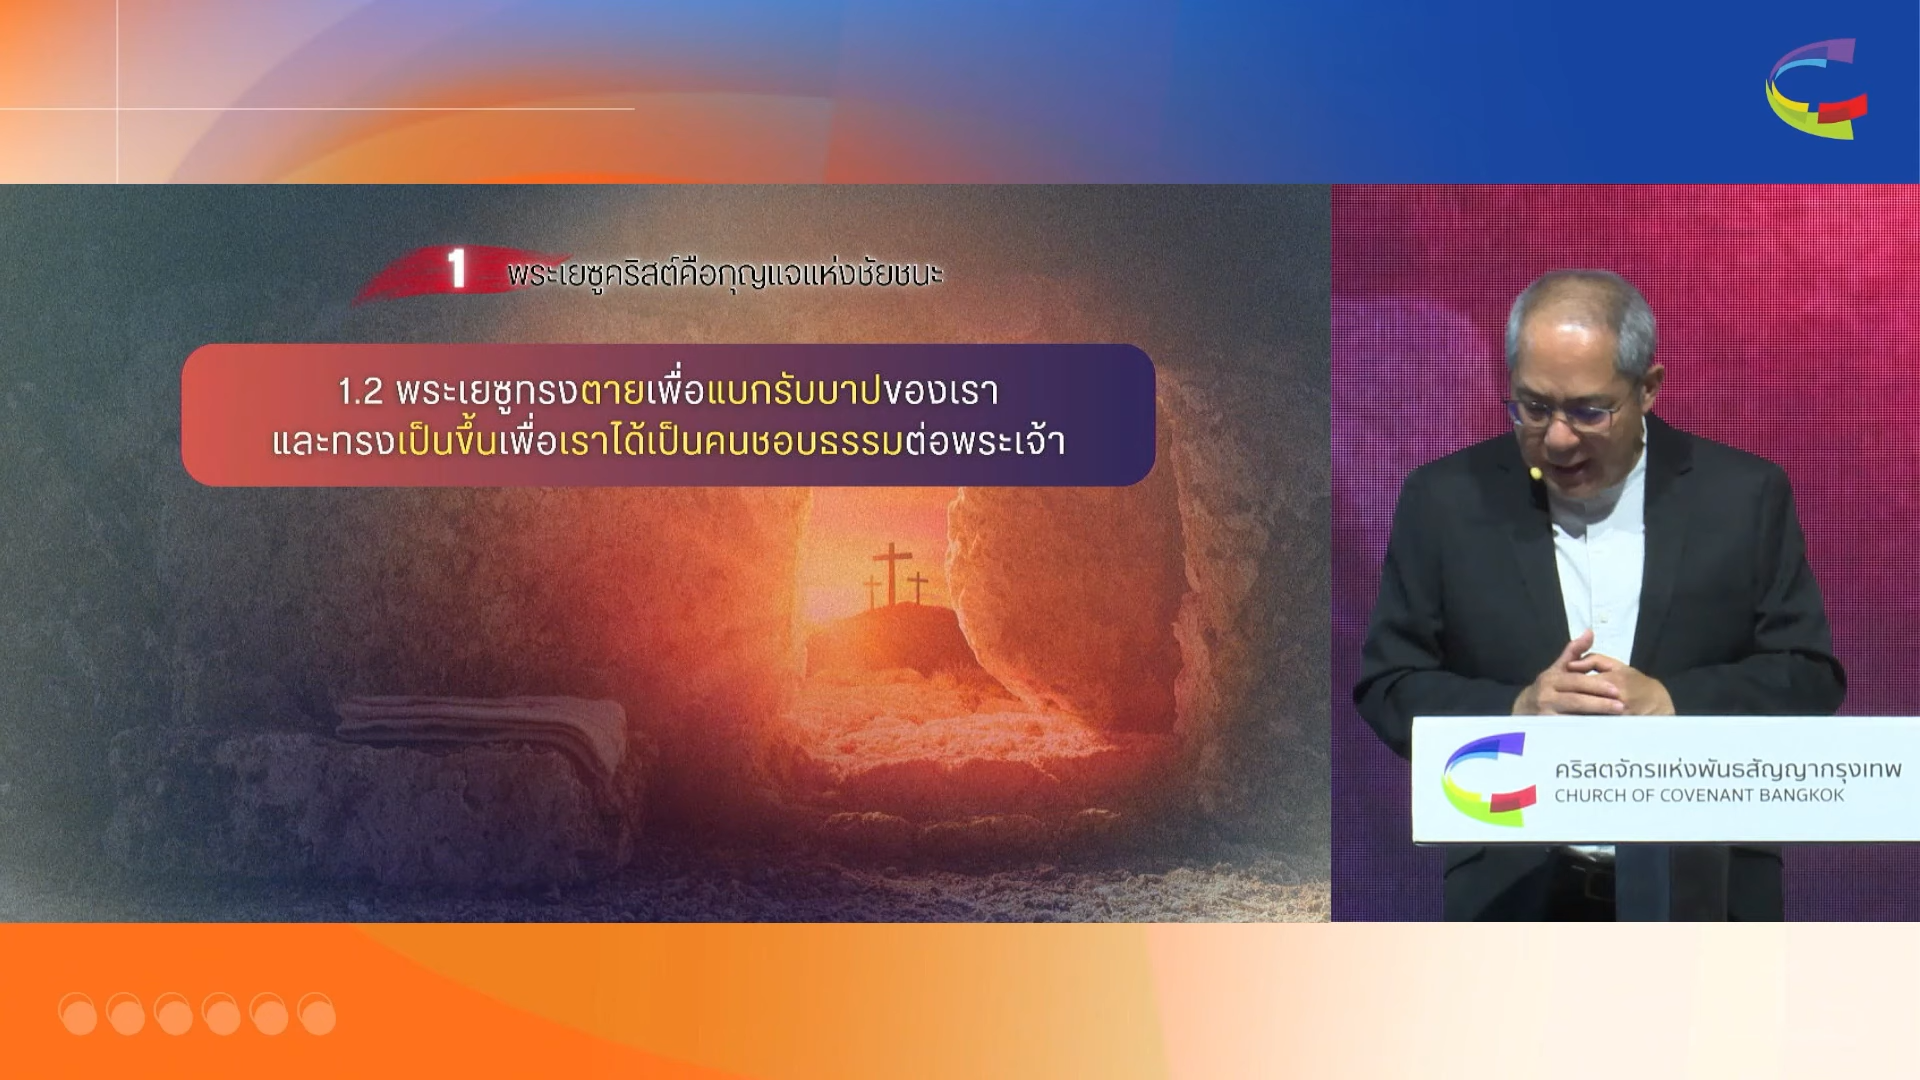 1 พระเยซูคริสต์คือกุญแจแห่งชัยชนะ
1.2 พระเยซูทรงตายเพื่อแบกรับบาปของเรา
และทรงเป็นขึ้นเพื่อเราได้เป็นคนชอบธรรมต่อพระเจ้า
คริสตจักรแห่งพันธสัญญากรุงเทพ
CHURCH OF COVENANT BANGKOK